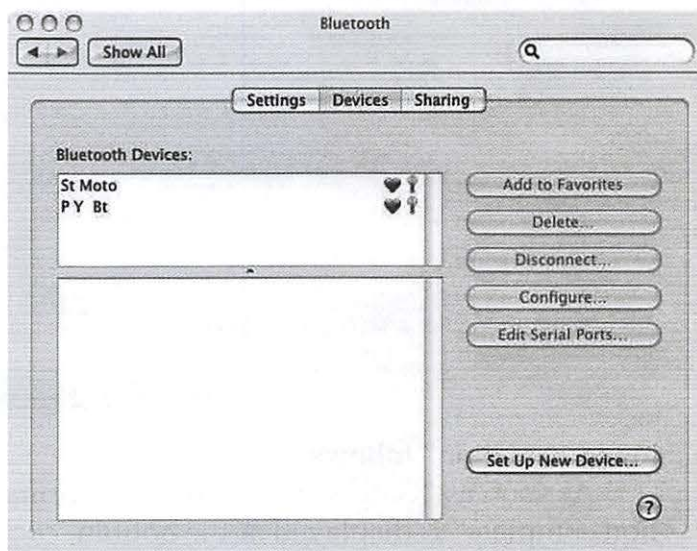 Bluetooth
Show All
Settings Devices Sharing
Bluetooth Devices:
St Moto
P Y Bt
Add to Favorites
Delete...
Disconnect...
Configure...
Edit Serial Ports...
Set Up New Device...
?